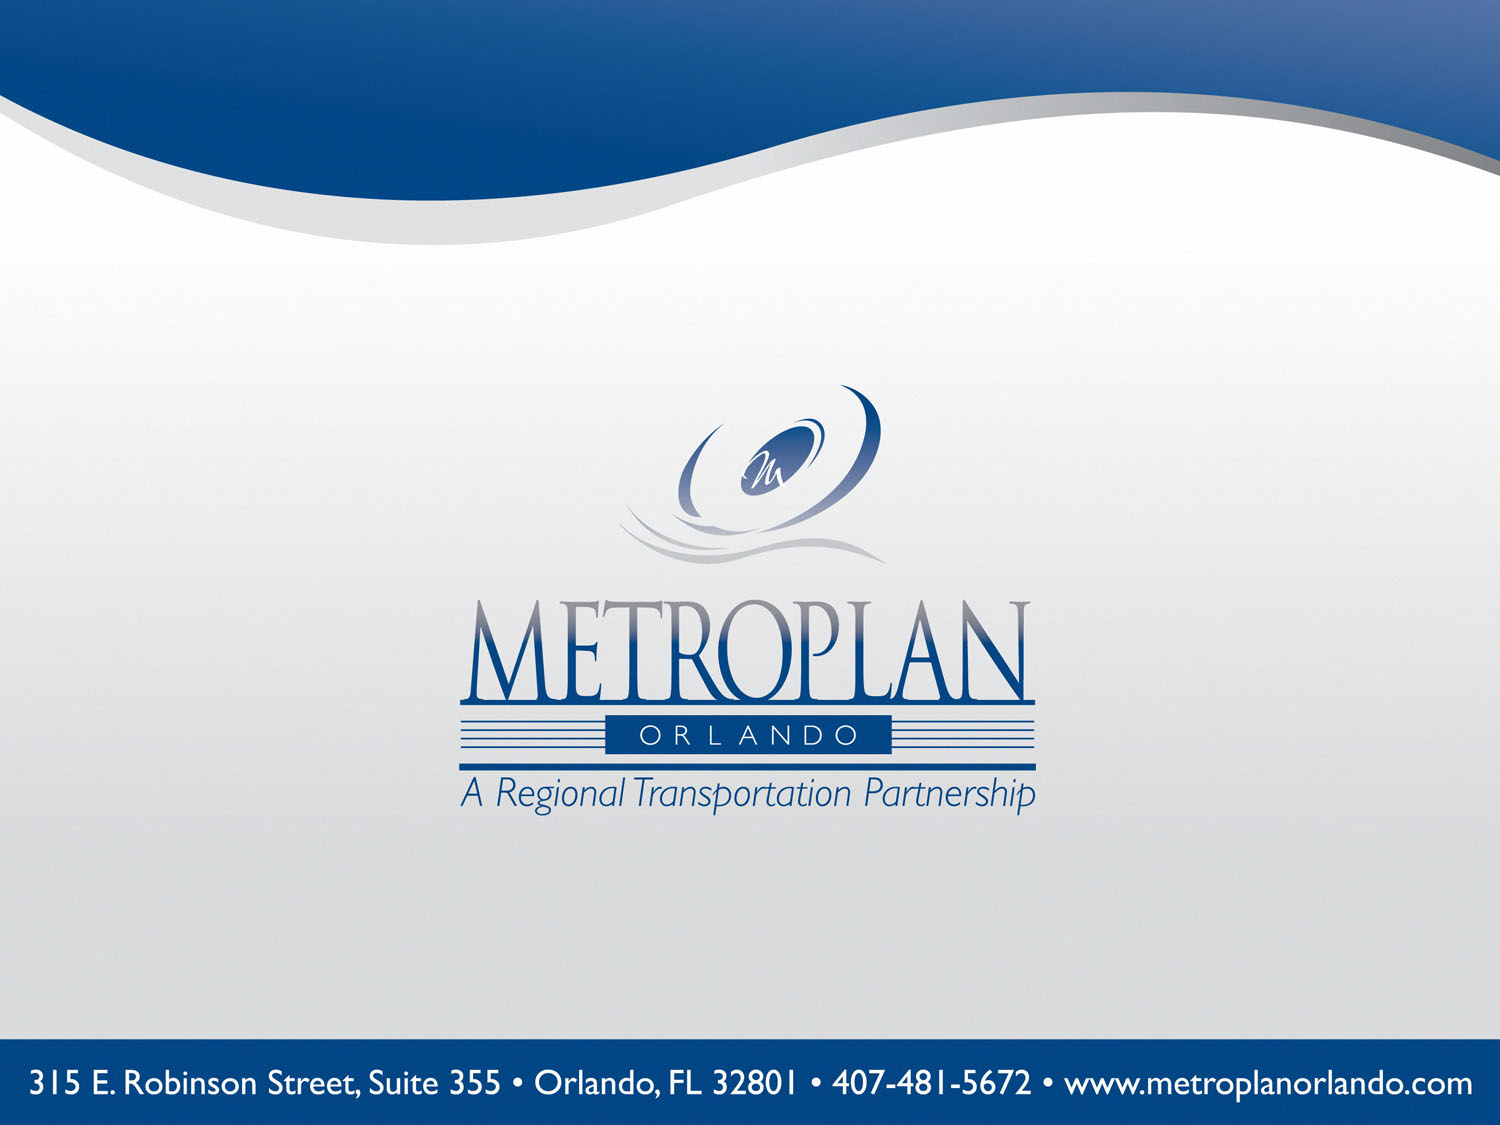 M
METROPLAN
ORLANDO
A Regional Transportation Partnership
315 E. Robinson Street, Suite 355 • Orlando, FL 32801 • 407-481-5672 • www.metroplanorlando.com